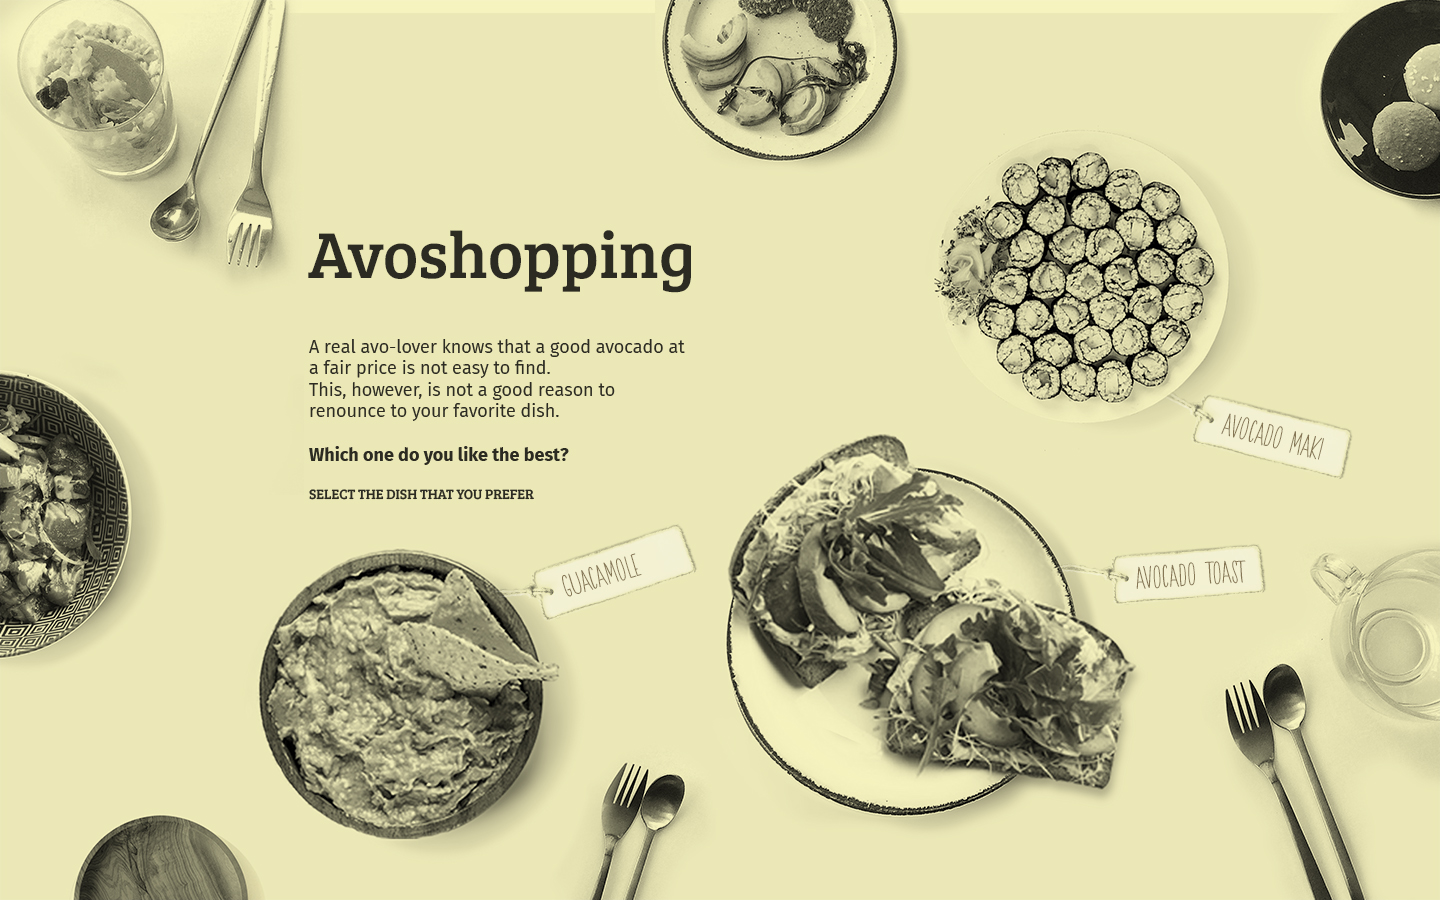 Avoshopping
A real avo-lover knows that a good avocado at
a fair price is not easy to find.
This, however, is not a good reason to
renounce to your favorite dish.
Which one do you like the best?
SELECT THE DISH THAT YOU PREFER
AVOCADO MAKI
GUACAMOLE
AVOCADO TOAST